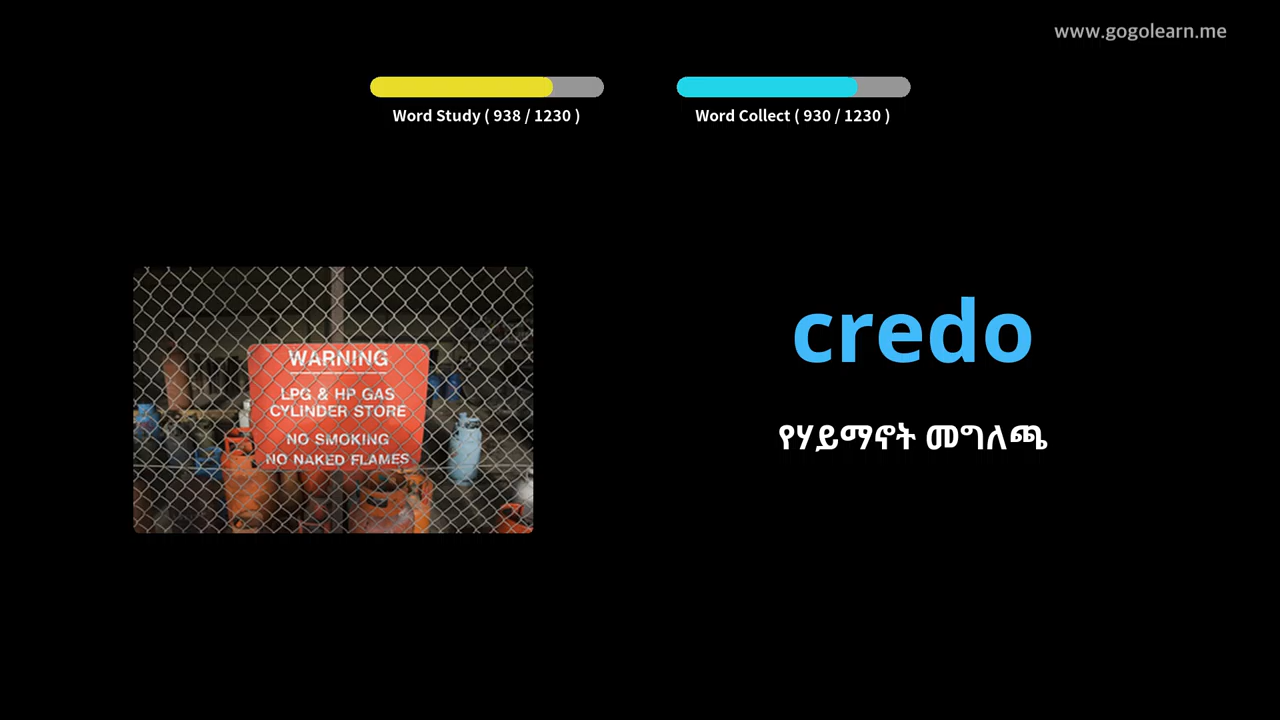 www.gogolearn.me
Word Study ( 938 / 1230 )
Word Collect ( 930 / 1230 )
WARNING
LPG & HP GAS
CYLINDER STORE
NO SMOKING
NO NAKED FLAMES
credo
የሃይማኖት መግለጫ